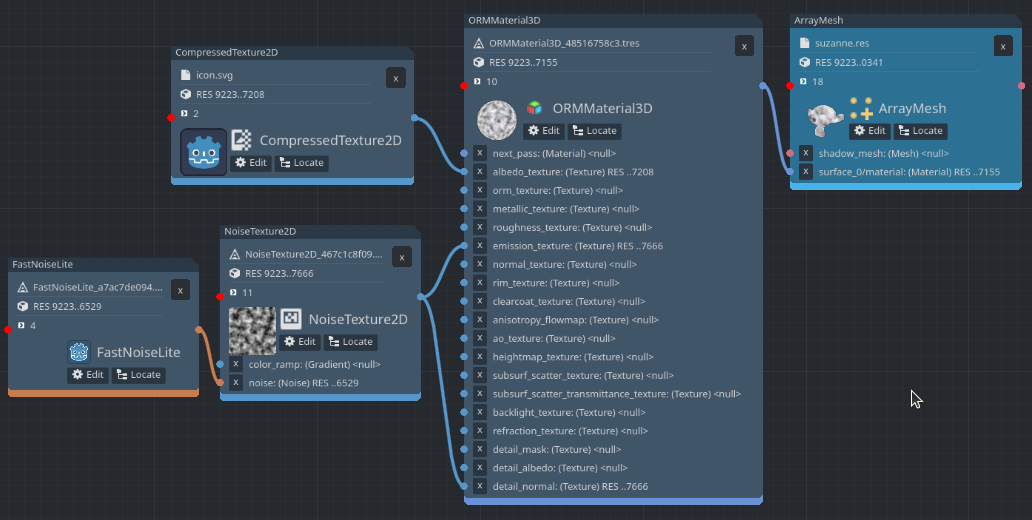 CompressedTexture2D
icon.svg
x
RES 9223..7208
2
CompressedTexture2D
Edit
Locate
FastNoiseLite
FastNoiseLite_a7ac7de094....
x
RES 9223..6529
4
FastNoiseLite
Edit
Locate
NoiseTexture2D
NoiseTexture2D_467c1c8f09....
x
RES 9223..7666
11
NoiseTexture2D
Edit
Locate
x color_ramp: (Gradient) <null>
x noise: (Noise) RES ..6529
ORMMaterial3D
ORMMaterial3D_48516758c3.tres
x
RES 9223..7155
10
ORMMaterial3D
Edit
Locate
x next_pass: (Material) <null>
x albedo_texture: (Texture) RES ..7208
x orm_texture: (Texture) <null>
x metallic_texture: (Texture) <null>
x roughness_texture: (Texture) <null>
x emission_texture: (Texture) RES ..7666
x normal_texture: (Texture) <null>
x rim_texture: (Texture) <null>
x clearcoat_texture: (Texture) <null>
x anisotropy_flowmap: (Texture) <null>
x ao_texture: (Texture) <null>
x heightmap_texture: (Texture) <null>
x subsurf_scatter_texture: (Texture) <null>
x subsurf_scatter_transmittance_texture: (Texture) <null>
x backlight_texture: (Texture) <null>
x refraction_texture: (Texture) <null>
x detail_mask: (Texture) <null>
x detail_albedo: (Texture) <null>
x detail_normal: (Texture) RES ..7666
ArrayMesh
suzanne.res
x
RES 9223..0341
18
ArrayMesh
Edit
Locate
x shadow_mesh: (Mesh) <null>
x surface_0/material: (Material) RES ..7155